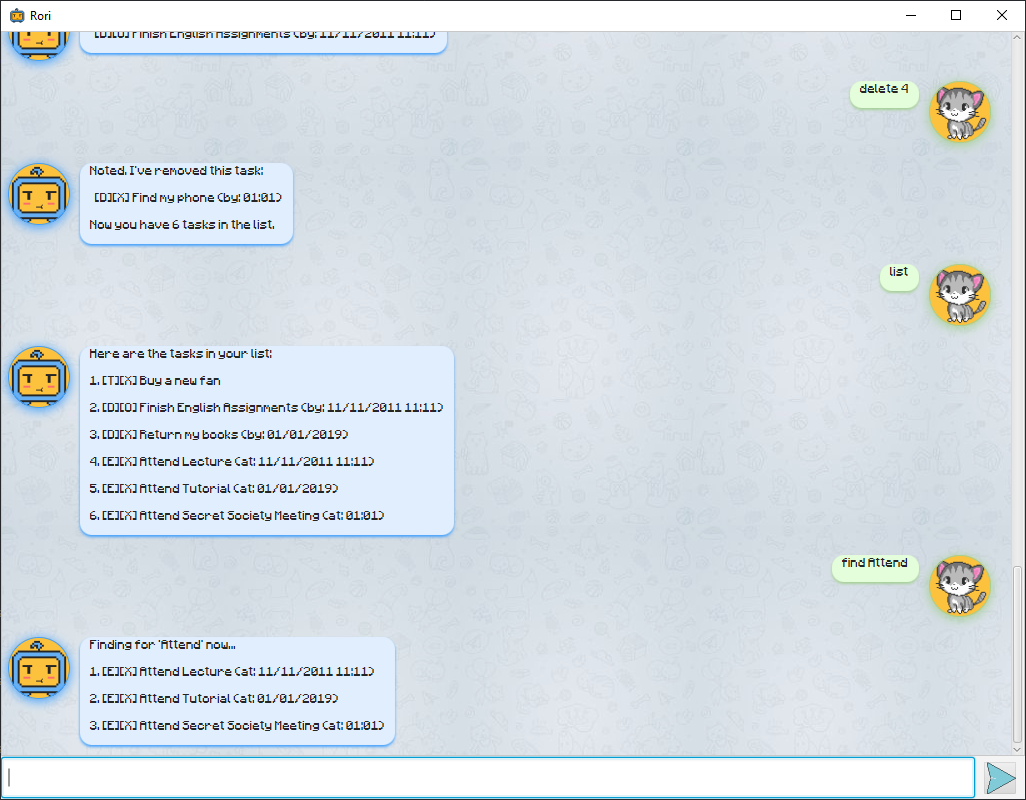 Rori
[D][O] Finish English Assignments (by: 11/11/2011 11:11)
delete 4
Noted. I've removed this task:
[D][X] Find my phone (by: 01:01)
Now you have 6 tasks in the list.
list
Here are the tasks in your list:
1. [T][X] Buy a new fan
2. [D][O] Finish English Assignments (by: 11/11/2011 11:11)
3. [D][X] Return my books (by: 01/01/2019)
4. [E][X] Attend Lecture (at: 11/11/2011 11:11)
5. [E][X] Attend Tutorial (at: 01/01/2019)
6. [E][X] Attend Secret Society Meeting (at: 01:01)
find Attend
Finding for 'Attend' now...
1. [E][X] Attend Lecture (at: 11/11/2011 11:11)
2. [E][X] Attend Tutorial (at: 01/01/2019)
3. [E][X] Attend Secret Society Meeting (at: 01:01)